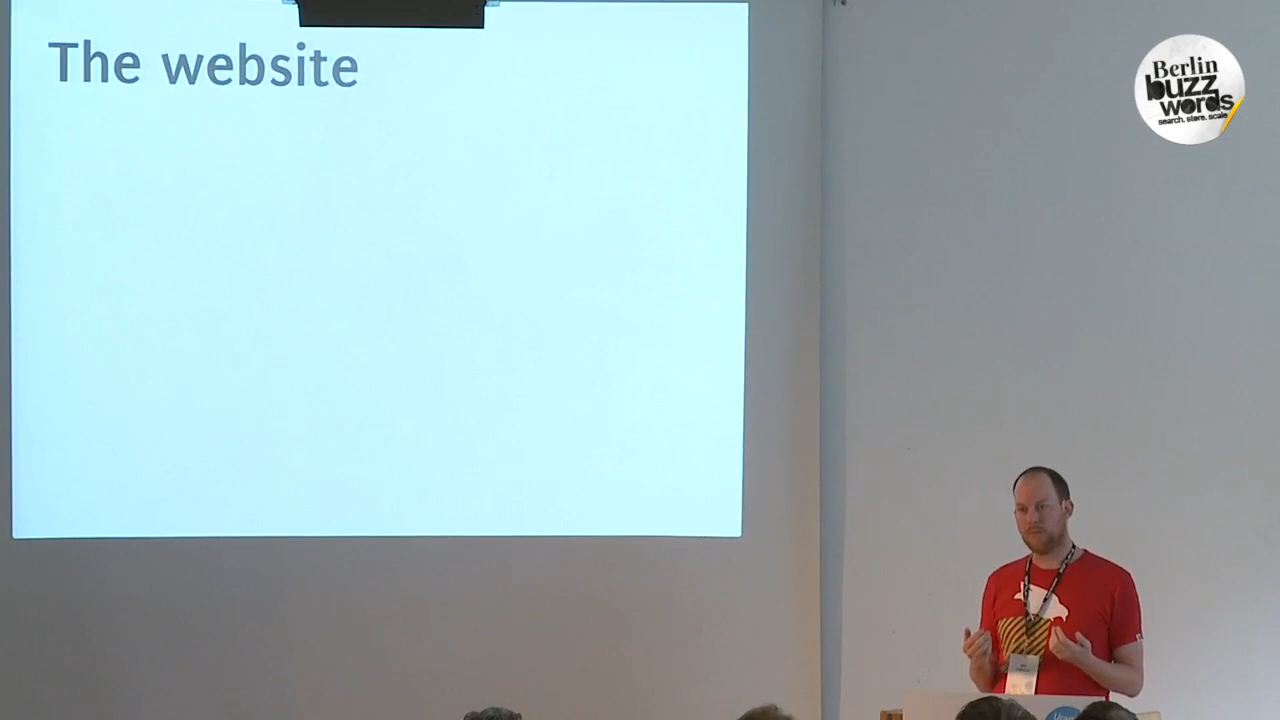 The website
Berlin
buzz
words
search. store. scale